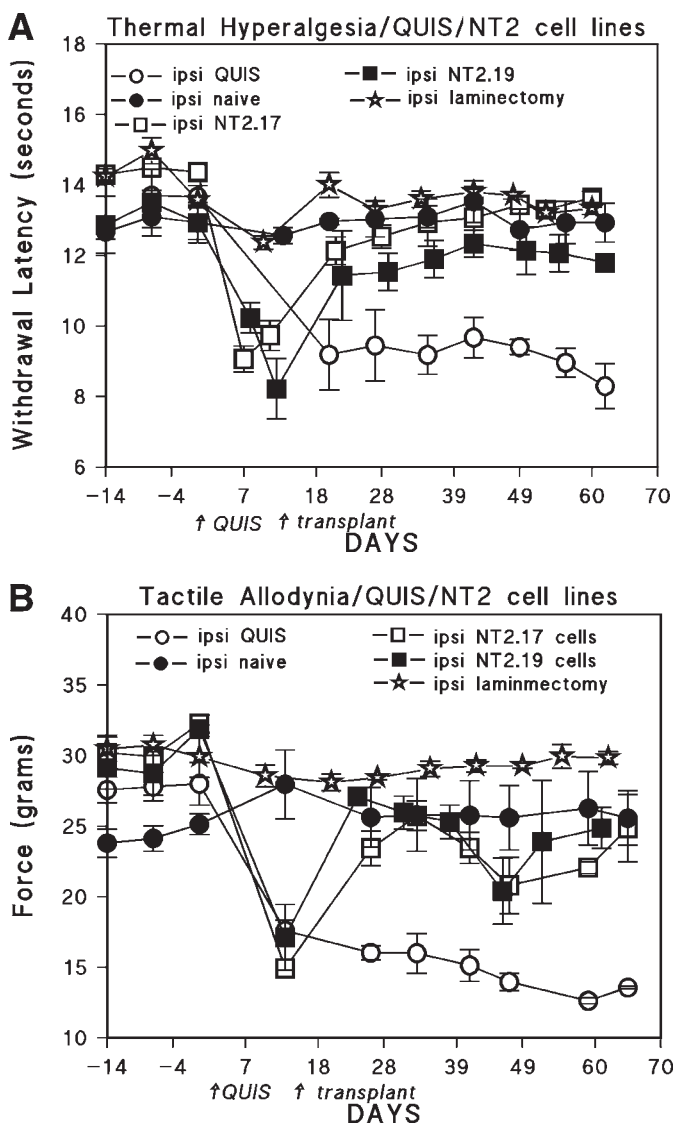 A Thermal Hyperalgesia/QUIS/NT2 cell lines
ipsi QUIS
ipsi naive
ipsi NT2.17
ipsi NT2.19
ipsi laminectomy
Withdrawal Latency (seconds)
18
16
14
12
10
8
6
-14 -4 7 18 28 39 49 60 70
↑ QUIS ↑ transplant
DAYS
B Tactile Allodynia/QUIS/NT2 cell lines
ipsi QUIS
ipsi naive
ipsi NT2.17 cells
ipsi NT2.19 cells
ipsi laminmectomy
Force (grams)
40
35
30
25
20
15
10
-14 -4 7 18 28 39 49 60 70
↑QUIS ↑ transplant
DAYS